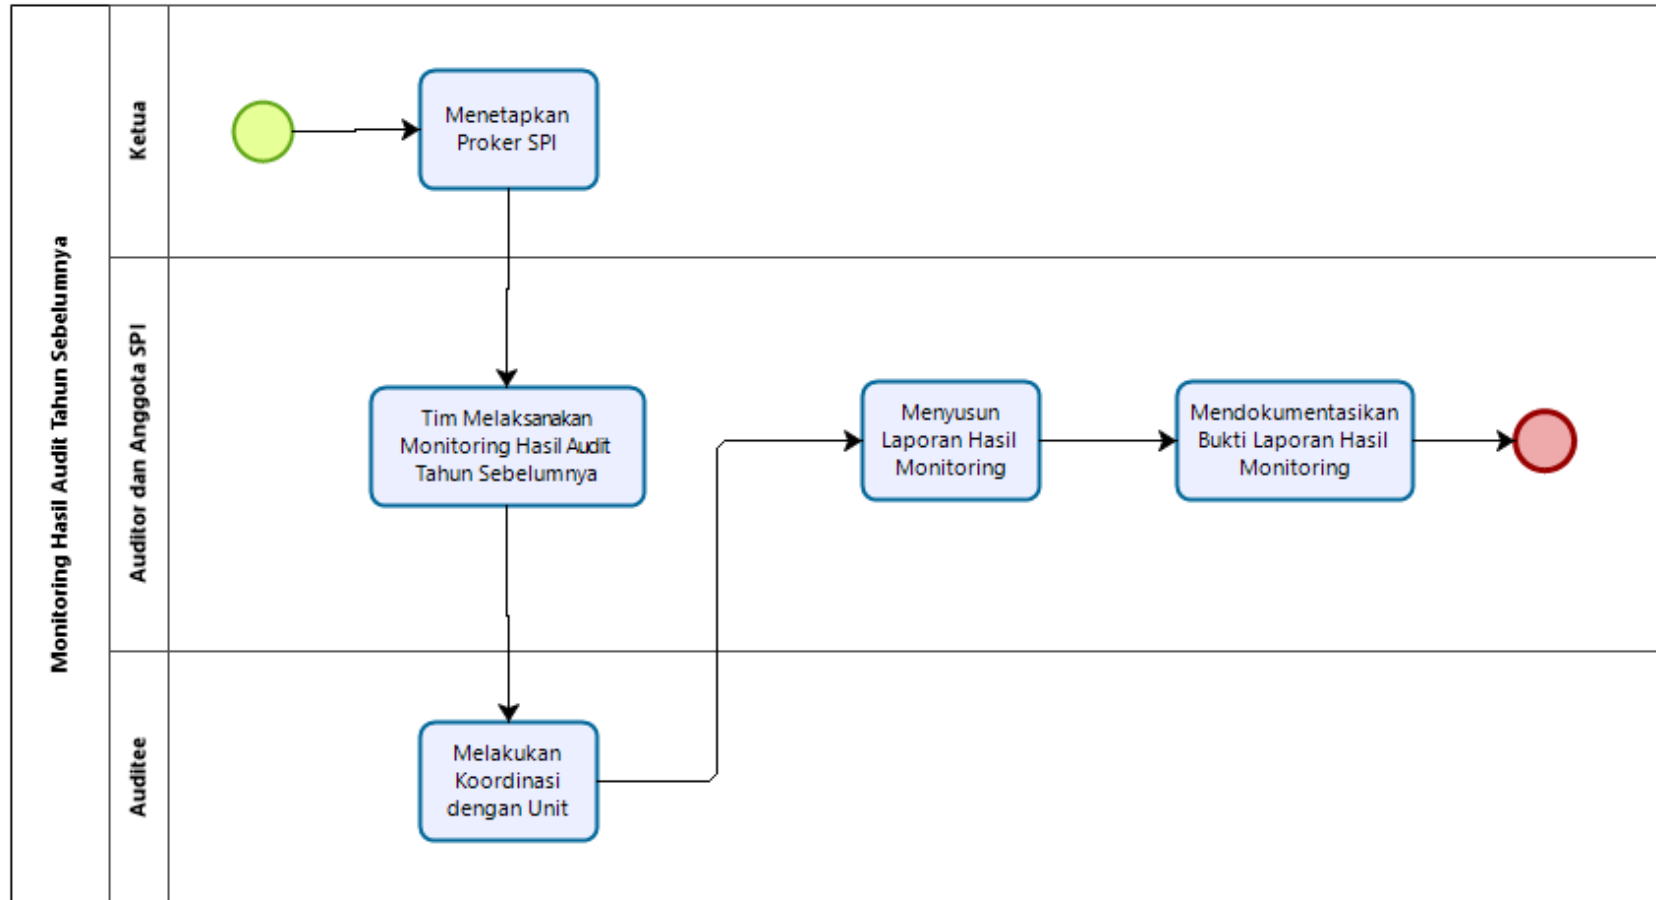 Monitoring Hasil Audit Tahun Sebelumnya
Ketua
Menetapkan
Proker SPI
Auditor dan Anggota SPI
Tim Melaksanakan
Monitoring Hasil Audit
Tahun Sebelumnya
Menyusun
Laporan Hasil
Monitoring
Mendokumentasikan
Bukti Laporan Hasil
Monitoring
Auditee
Melakukan
Koordinasi
dengan Unit